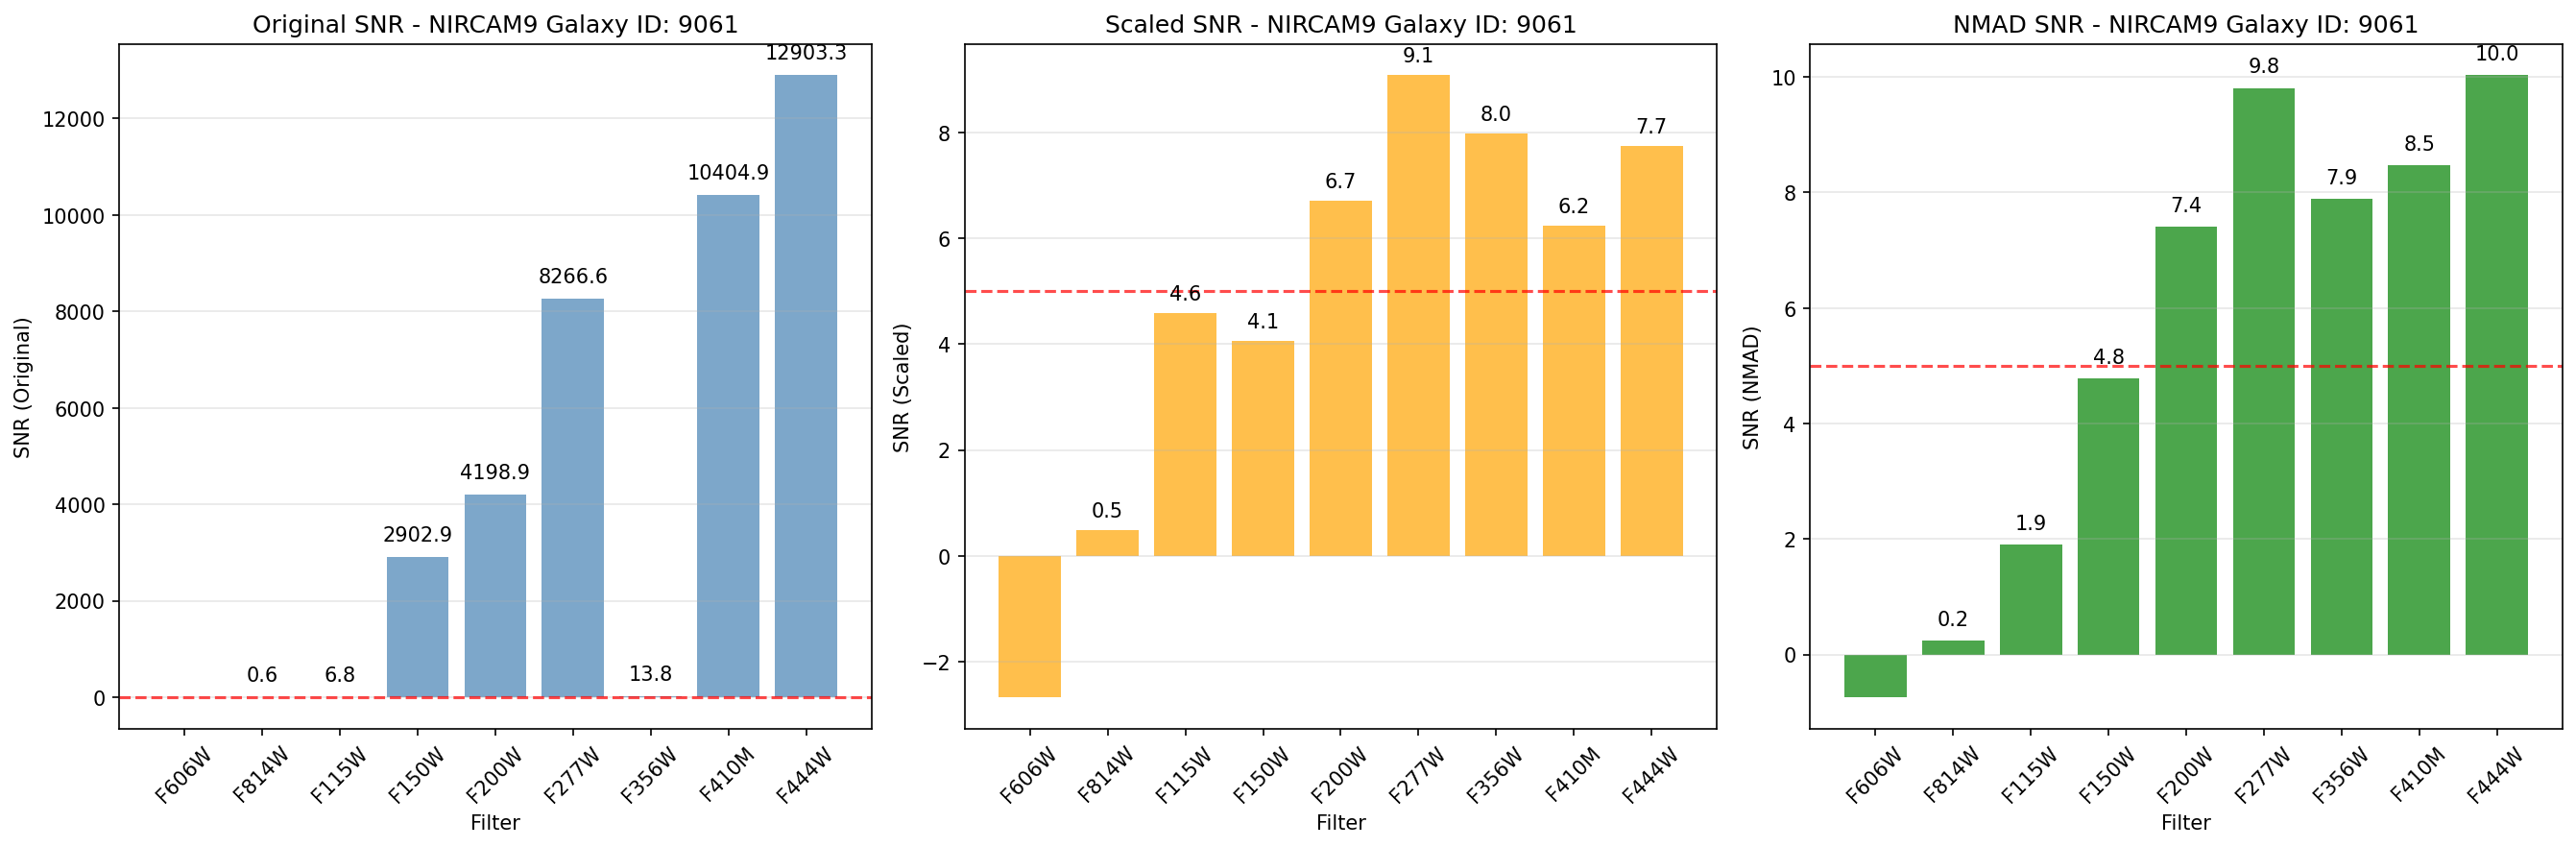 Original SNR - NIRCAM9 Galaxy ID: 9061
SNR (Original)
12000
10000
8000
6000
4000
2000
0
0.6
6.8
2902.9
4198.9
8266.6
13.8
10404.9
12903.3
F606W
F814W
F115W
F150W
F200W
F277W
F356W
F410M
F444W
Filter
Scaled SNR - NIRCAM9 Galaxy ID: 9061
SNR (Scaled)
8
6
4
2
0
−2
0.5
4.6
4.1
6.7
9.1
8.0
6.2
7.7
F606W
F814W
F115W
F150W
F200W
F277W
F356W
F410M
F444W
Filter
NMAD SNR - NIRCAM9 Galaxy ID: 9061
SNR (NMAD)
10
8
6
4
2
0
0.2
1.9
4.8
7.4
9.8
7.9
8.5
10.0
F606W
F814W
F115W
F150W
F200W
F277W
F356W
F410M
F444W
Filter